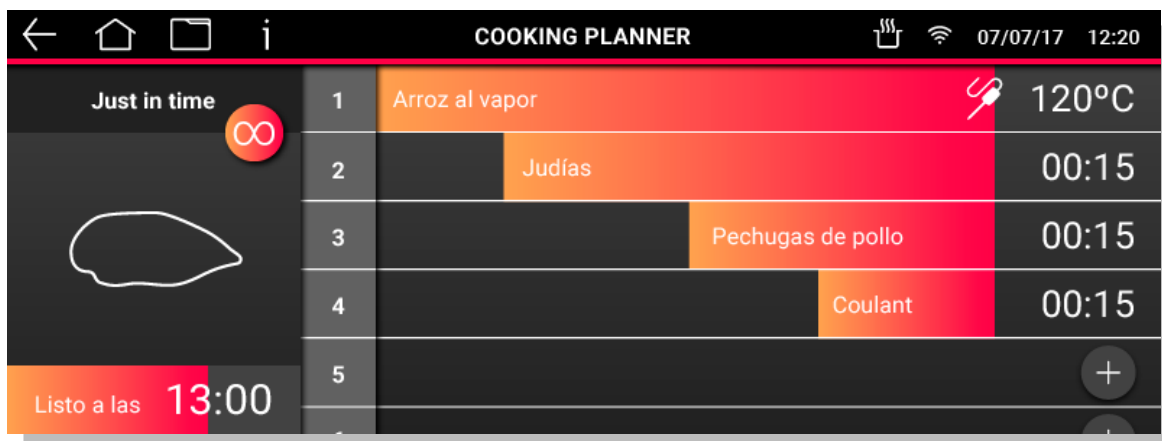 i COOKING PLANNER 07/07/17 12:20
Just in time
1 Arroz al vapor 120ºC
2 Judías 00:15
3 Pechugas de pollo 00:15
4 Coulant 00:15
5 +
Listo a las 13:00